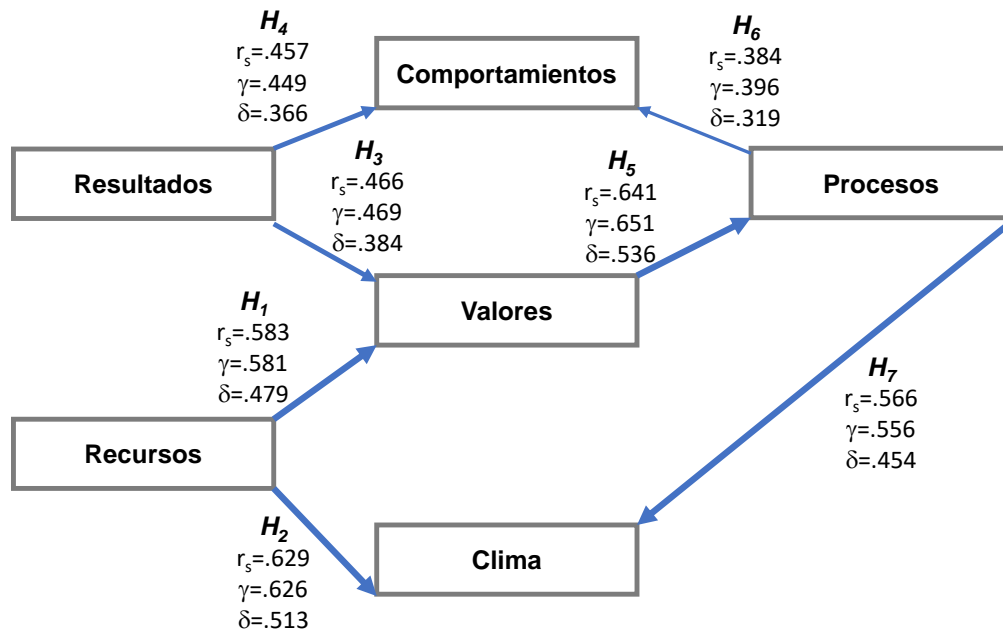 H4
rs=.457
γ=.449
δ=.366
Comportamientos
H6
rs=.384
γ=.396
δ=.319
Resultados
H3
rs=.466
γ=.469
δ=.384
H5
rs=.641
γ=.651
δ=.536
Procesos
H1
rs=.583
γ=.581
δ=.479
Valores
H7
rs=.566
γ=.556
δ=.454
Recursos
H2
rs=.629
γ=.626
δ=.513
Clima